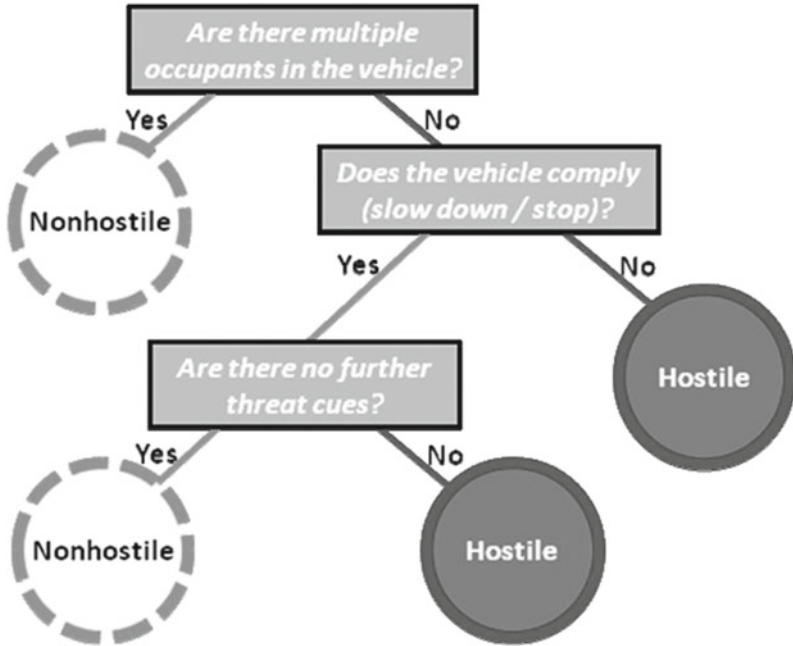 Are there multiple
occupants in the vehicle?
Yes
No
Nonhostile
Does the vehicle comply
(slow down / stop)?
Yes
No
Hostile
Are there no further
threat cues?
Yes
No
Nonhostile
Hostile